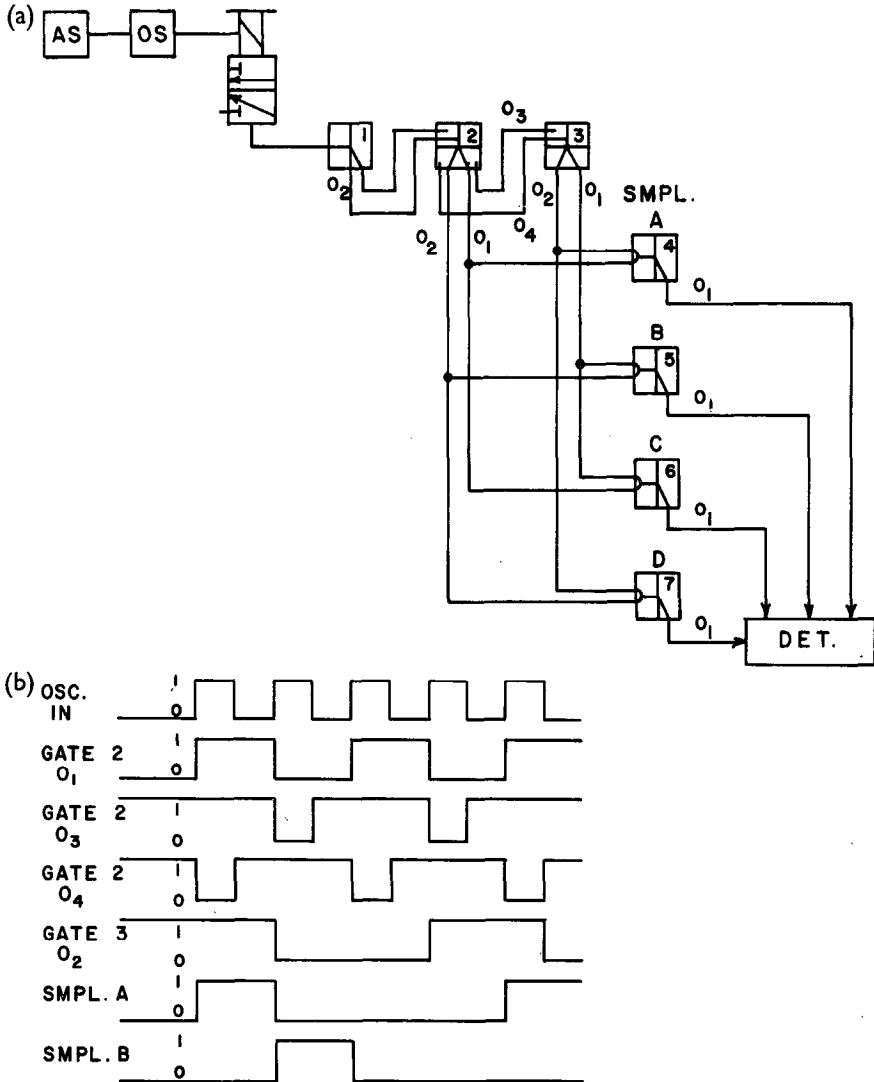 (a)
AS OS
1 2 O3 3
O2 O2 O1 SMPL.
O2 O1 O4 A
4
O1
B
5
O1
C
6
O1
D
7
O1
DET.
(b) OSC. 1
IN 0
GATE 2 1
O1 0
GATE 2 1
O3 0
GATE 2 1
O4 0
GATE 3 1
O2 0
SMPL. A 1
0
SMPL. B 1
0